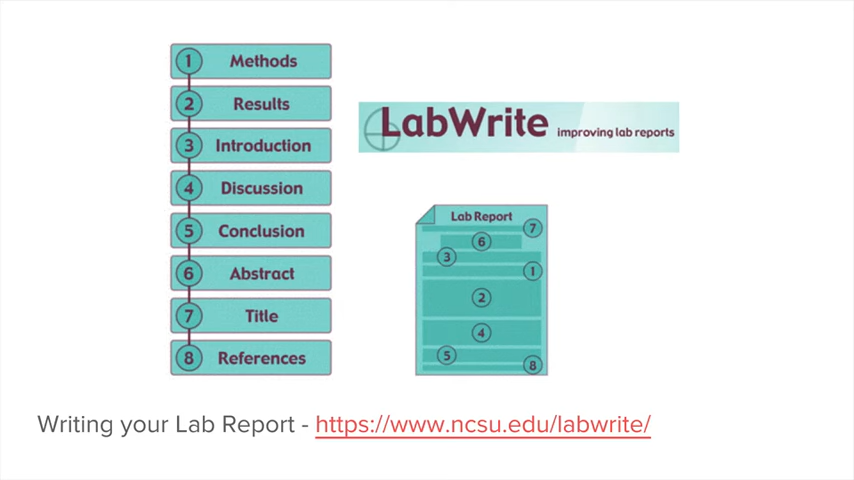 1 Methods
2 Results
3 Introduction
4 Discussion
5 Conclusion
6 Abstract
7 Title
8 References
LabWrite improving lab reports
Lab Report
7
6
3
1
2
4
5
8
Writing your Lab Report - https://www.ncsu.edu/labwrite/